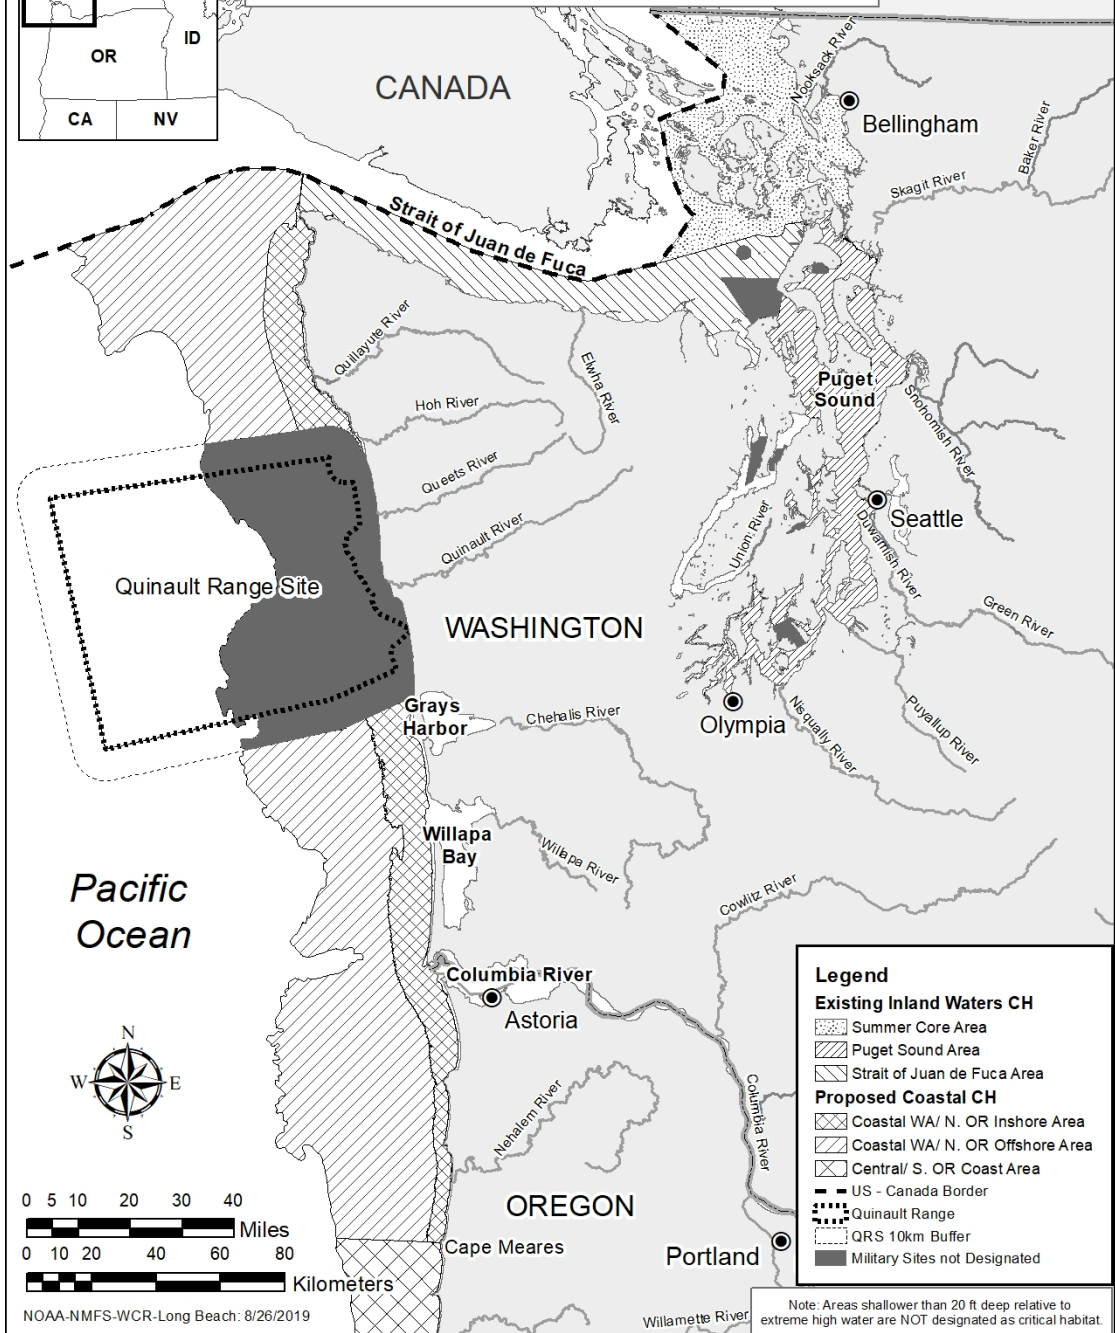 ID
OR
CA
NV
CANADA
Nooksack River
Bellingham
Baker River
Skagit River
Strait of Juan de Fuca
Quillayute River
Elwha River
Hoh River
Puget
Sound
Snohomish River
Queets River
Seattle
Quinault River
Union River
Duwamish River
Quinault Range Site
Green River
WASHINGTON
Grays
Harbor
Chehalis River
Olympia
Nisqually River
Puyallup River
Willapa
Bay
Willapa River
Pacific
Ocean
Cowlitz River
Columbia River
Astoria
N
W
E
S
Nehalem River
Columbia River
OREGON
Cape Meares
Portland
Willamette River
0 5 10 20 30 40
Miles
0 10 20 40 60 80
Kilometers
NOAA-NMFS-WCR-Long Beach: 8/26/2019
Legend
Existing Inland Waters CH
Summer Core Area
Puget Sound Area
Strait of Juan de Fuca Area
Proposed Coastal CH
Coastal WA/ N. OR Inshore Area
Coastal WA/ N. OR Offshore Area
Central/ S. OR Coast Area
US - Canada Border
Quinault Range
QRS 10km Buffer
Military Sites not Designated
Note: Areas shallower than 20 ft deep relative to
extreme high water are NOT designated as critical habitat.